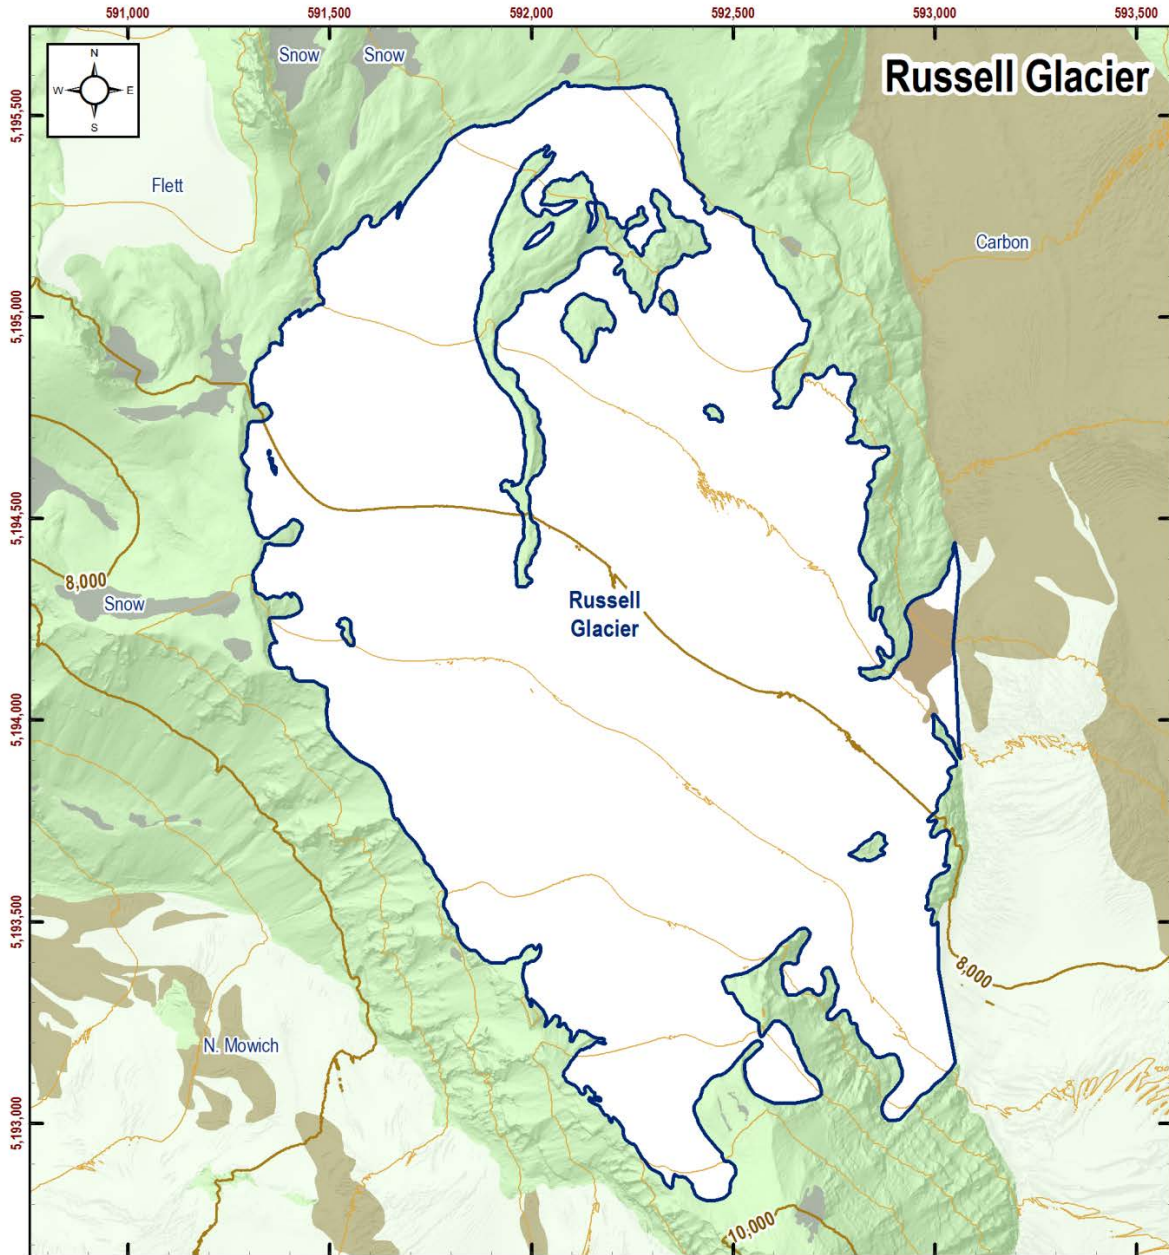 591,000
591,500
592,000
592,500
593,000
593,500
N
W
E
S
Snow
Snow
Russell Glacier
5,195,500
Flett
Carbon
5,195,000
5,194,500
8,000
Snow
Russell
Glacier
5,194,000
5,193,500
8,000
N. Mowich
5,193,000
10,000